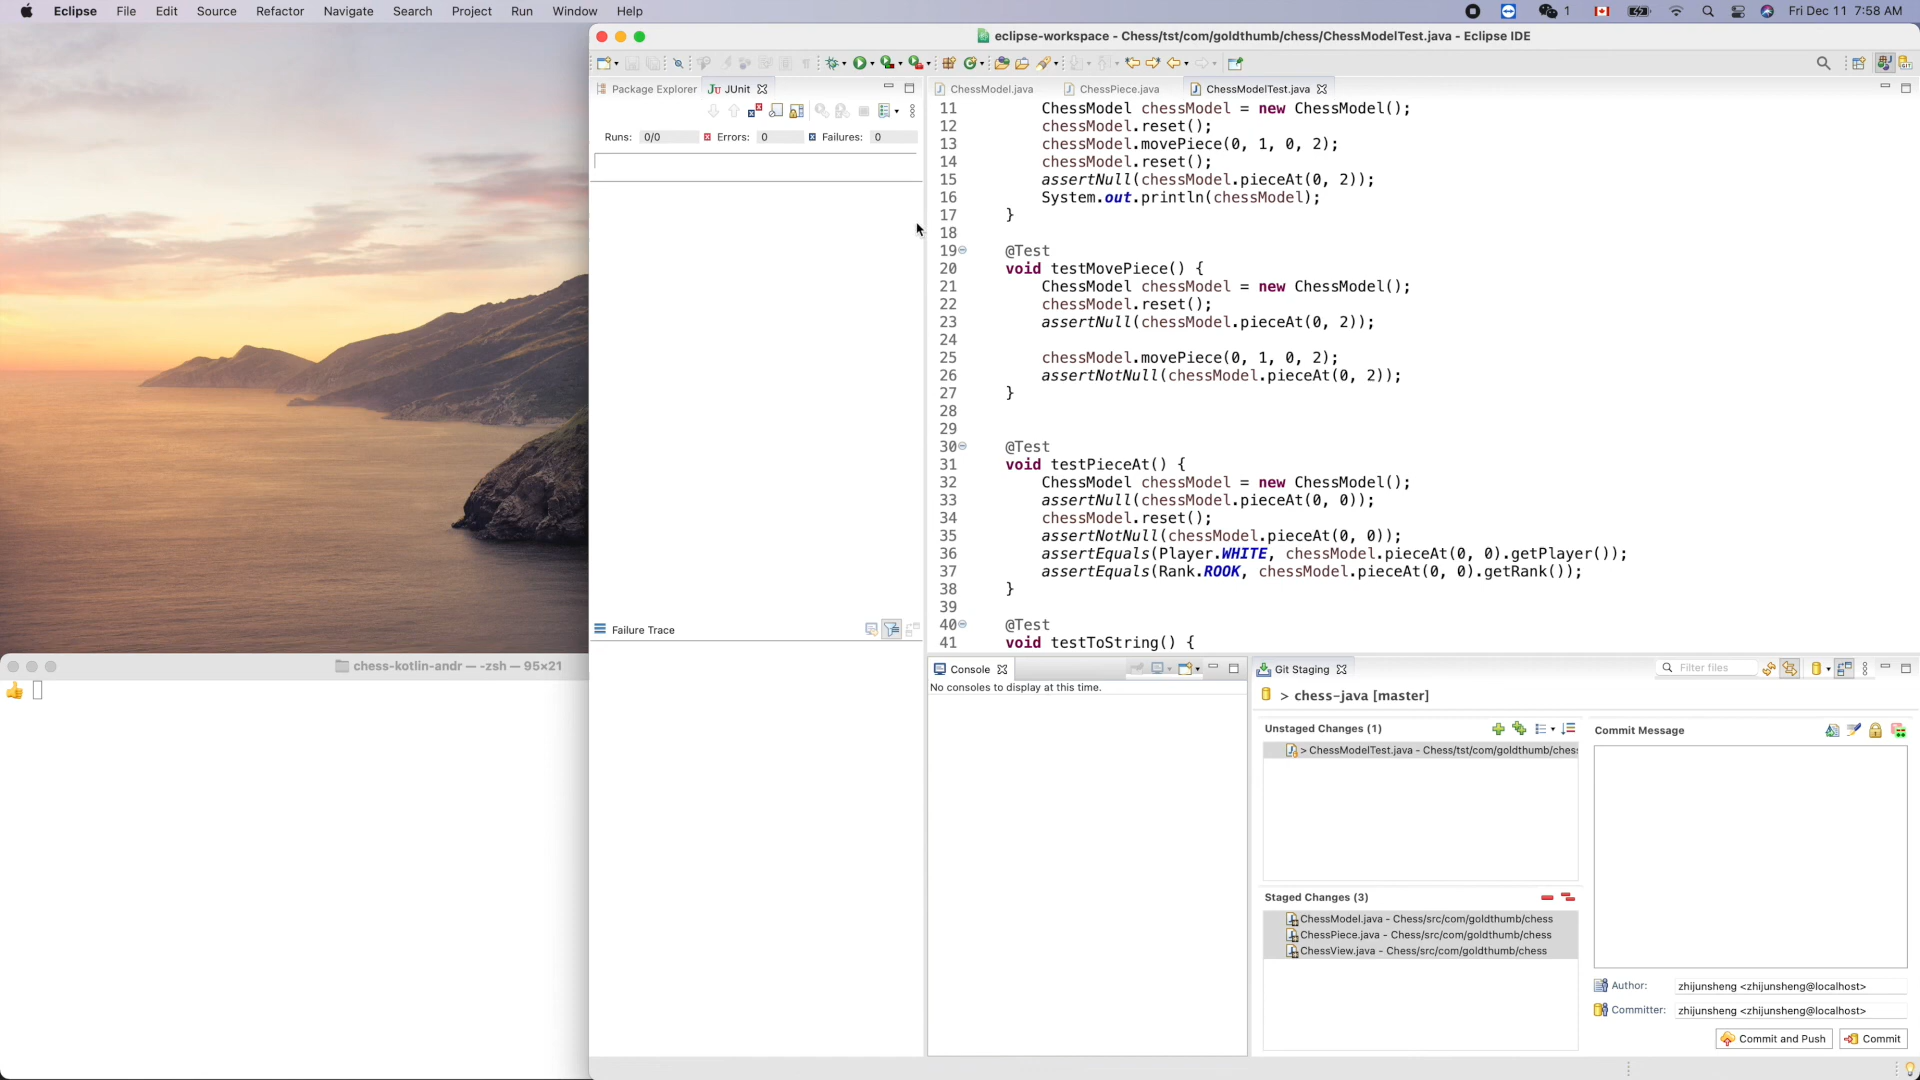 Eclipse File Edit Source Refactor Navigate Search Project Run Window Help
1 Fri Dec 11 7:58 AM
eclipse-workspace - Chess/tst/com/goldthumb/chess/ChessModelTest.java - Eclipse IDE
Package Explorer JUnit
ChessModel.java ChessPiece.java ChessModelTest.java
Runs: 0/0 Errors: 0 Failures: 0
11 ChessModel chessModel = new ChessModel();
12 chessModel.reset();
13 chessModel.movePiece(0, 1, 0, 2);
14 chessModel.reset();
15 assertNull(chessModel.pieceAt(0, 2));
16 System.out.println(chessModel);
17 }
18
19 @Test
20 void testMovePiece() {
21 ChessModel chessModel = new ChessModel();
22 chessModel.reset();
23 assertNull(chessModel.pieceAt(0, 2));
24
25 chessModel.movePiece(0, 1, 0, 2);
26 assertNotNull(chessModel.pieceAt(0, 2));
27 }
28
29
30 @Test
31 void testPieceAt() {
32 ChessModel chessModel = new ChessModel();
33 assertNull(chessModel.pieceAt(0, 0));
34 chessModel.reset();
35 assertNotNull(chessModel.pieceAt(0, 0));
36 assertEquals(Player.WHITE, chessModel.pieceAt(0, 0).getPlayer());
37 assertEquals(Rank.ROOK, chessModel.pieceAt(0, 0).getRank());
38 }
39
40 @Test
41 void testToString() {
Failure Trace
chess-kotlin-andr — -zsh — 95×21
Console
No consoles to display at this time.
Git Staging
Filter files
> chess-java [master]
Unstaged Changes (1)
> ChessModelTest.java - Chess/tst/com/goldthumb/chess
Staged Changes (3)
ChessModel.java - Chess/src/com/goldthumb/chess
ChessPiece.java - Chess/src/com/goldthumb/chess
ChessView.java - Chess/src/com/goldthumb/chess
Commit Message
Author: zhijunsheng <zhijunsheng@localhost>
Committer: zhijunsheng <zhijunsheng@localhost>
Commit and Push Commit